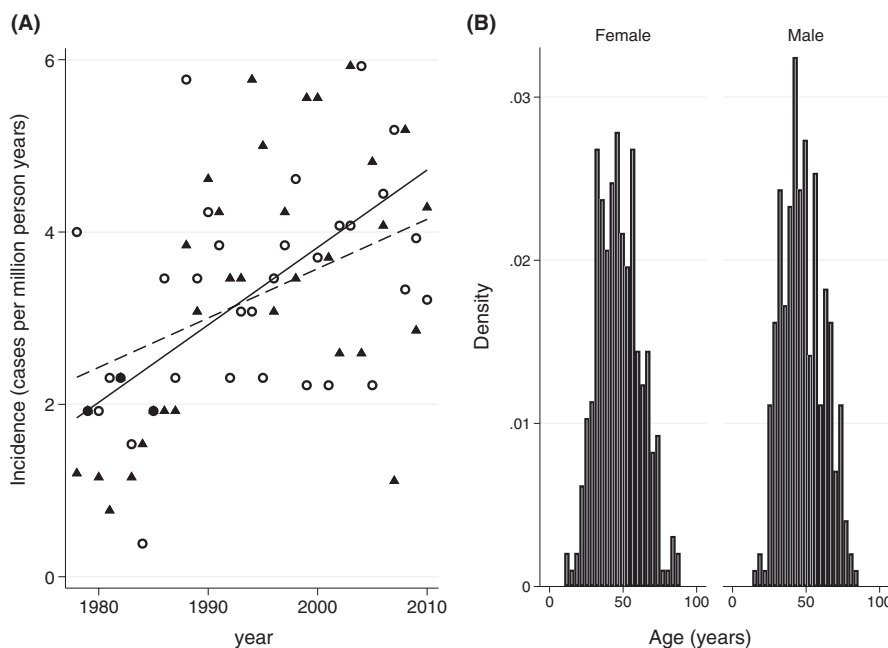 (A)
Incidence (cases per million person years)
6
4
2
0
1980 1990 2000 2010
year
(B)
Female Male
Density
.03
.02
.01
0
0 50 100 0 50 100
Age (years)